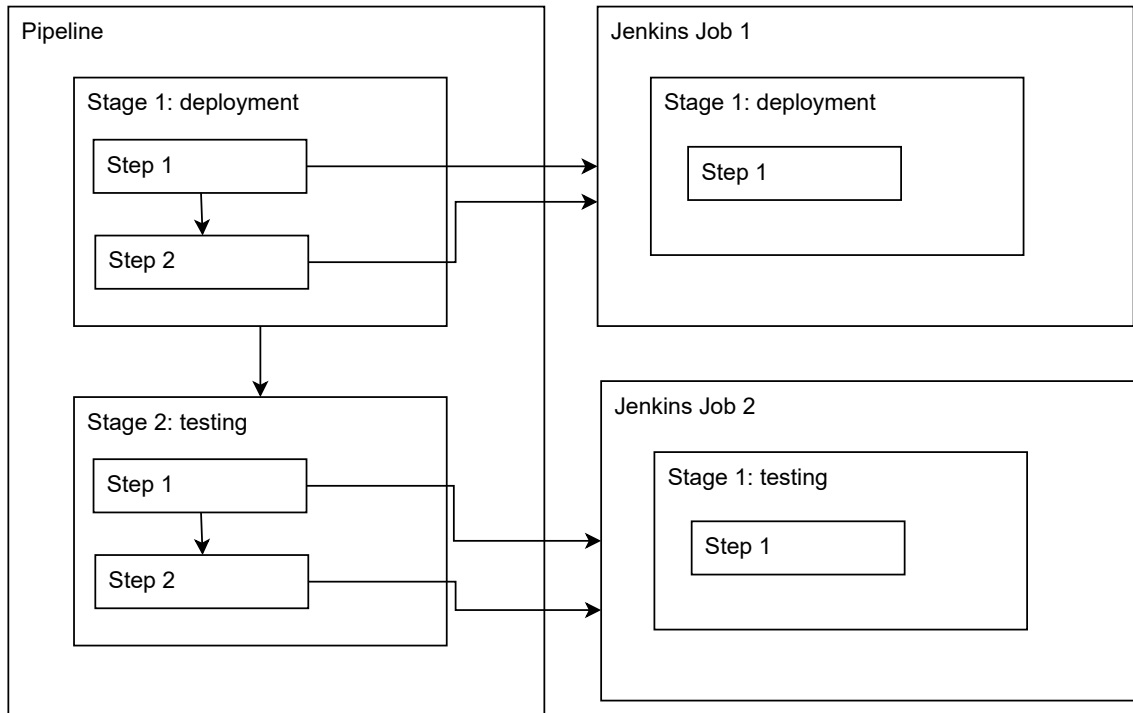 Pipeline
Stage 1: deployment
Step 1
Step 2
Stage 2: testing
Step 1
Step 2
Jenkins Job 1
Stage 1: deployment
Step 1
Jenkins Job 2
Stage 1: testing
Step 1